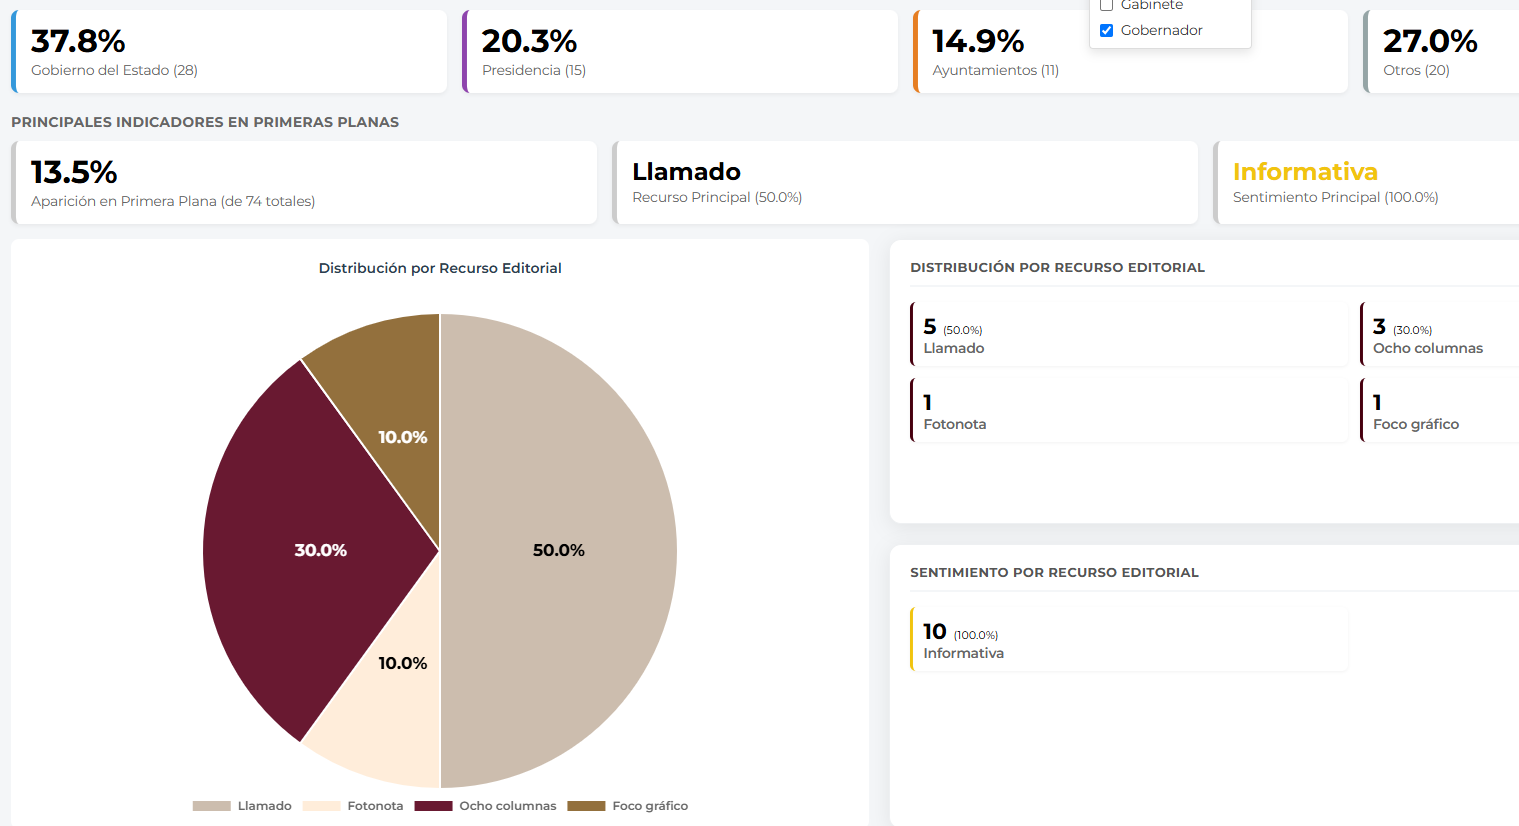 Gabinete
Gobernador
37.8%
Gobierno del Estado (28)
20.3%
Presidencia (15)
14.9%
Ayuntamientos (11)
27.0%
Otros (20)
PRINCIPALES INDICADORES EN PRIMERAS PLANAS
13.5%
Aparición en Primera Plana (de 74 totales)
Llamado
Recurso Principal (50.0%)
Informativa
Sentimiento Principal (100.0%)
Distribución por Recurso Editorial
10.0%
30.0%
50.0%
10.0%
Llamado
Fotonota
Ocho columnas
Foco gráfico
DISTRIBUCIÓN POR RECURSO EDITORIAL
5 (50.0%)
Llamado
3 (30.0%)
Ocho columnas
1
Fotonota
1
Foco gráfico
SENTIMIENTO POR RECURSO EDITORIAL
10 (100.0%)
Informativa